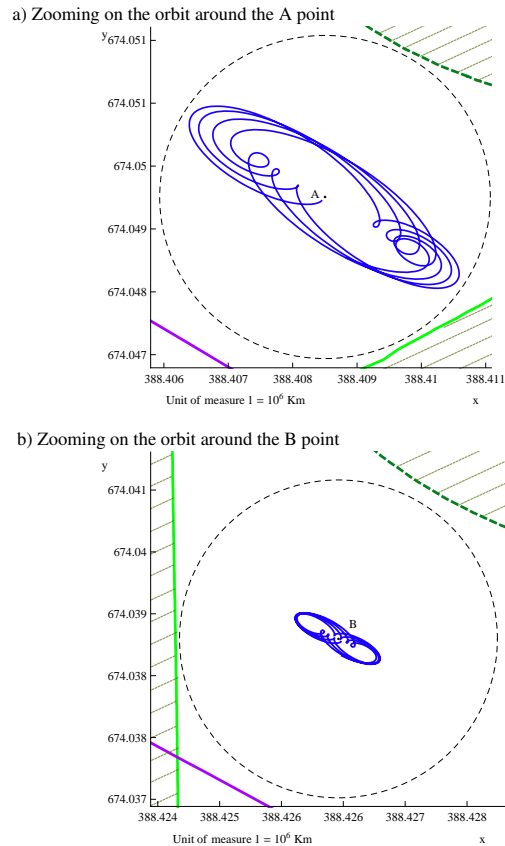 a) Zooming on the orbit around the A point
y
674.051
674.051
674.05
A
674.049
674.048
674.047
388.406 388.407 388.408 388.409 388.41 388.411
Unit of measure 1 = 10⁶ Km x
b) Zooming on the orbit around the B point
y
674.041
674.04
674.039
B
674.038
674.038
674.037
388.424 388.425 388.426 388.426 388.427 388.428
Unit of measure 1 = 10⁶ Km x